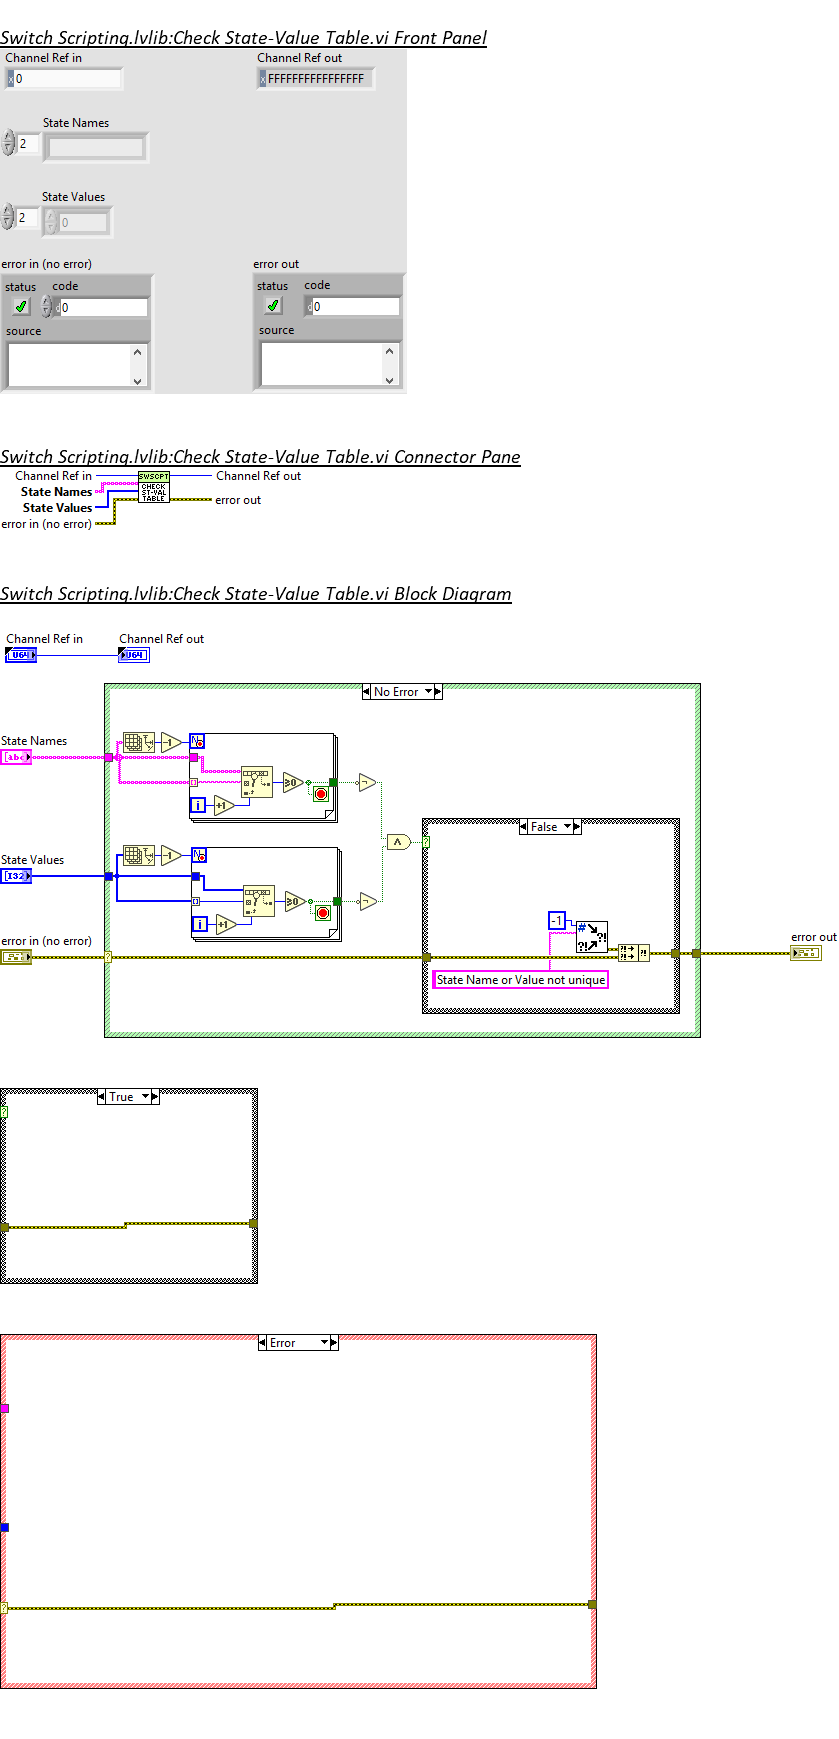 Switch Scripting.lvlib:Check State-Value Table.vi Front Panel
Channel Ref in
Channel Ref out
x 0
x FFFFFFFFFFFFFFFF
State Names
2
State Values
2
0
error in (no error)
error out
status code
status code
0
0
source
source
Switch Scripting.lvlib:Check State-Value Table.vi Connector Pane
Channel Ref in
SWSCPT
Channel Ref out
State Names
CHECK
ST-VAL
TABLE
State Values
error out
error in (no error)
Switch Scripting.lvlib:Check State-Value Table.vi Block Diagram
Channel Ref in
Channel Ref out
U64
U64
No Error
State Names
abc
-1
N
≥0
i
+1
False
State Values
I32
-1
N
≥0
i
+1
-1
#
?!
?!
error in (no error)
error out
?
?!
?!
?!
State Name or Value not unique
True
?
Error
?